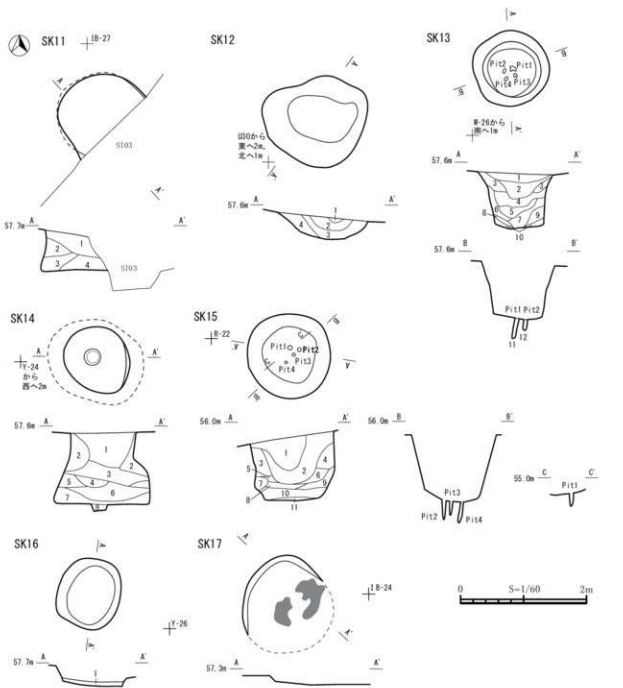 SK11
IB-27
A
SI03
A'
57.7m A A'
1
2
3
4
SI03
SK12
A
U30から
東へ2m、
北へ1m
A'
57.6m A A'
1
2
3
4
SK13
A
B
Pit2
Pit1
Pit3
Pit4
B'
W-26から
南へ1m
A'
57.6m A A'
1
3 2 3
4
6 5
8 7 9
10
57.6m B B'
Pit1 Pit2
12
11
SK14
A A'
Y-24
から
西へ2m
57.6m A A'
1
2 2
3
5 4
7 6
8
SK15
R-22
B
A'
Pit1
Pit2
Pit3
Pit4
C
C'
A
B'
56.0m A A'
1
3 4
2
5 6
7 9
8 10
11
56.0m B B'
Pit3
Pit2
Pit4
55.0m C C'
Pit1
SK16
A
A'
Y-26
57.7m A A'
1
SK17
A
IB-24
A'
57.3m A A'
0 S=1/60 2m